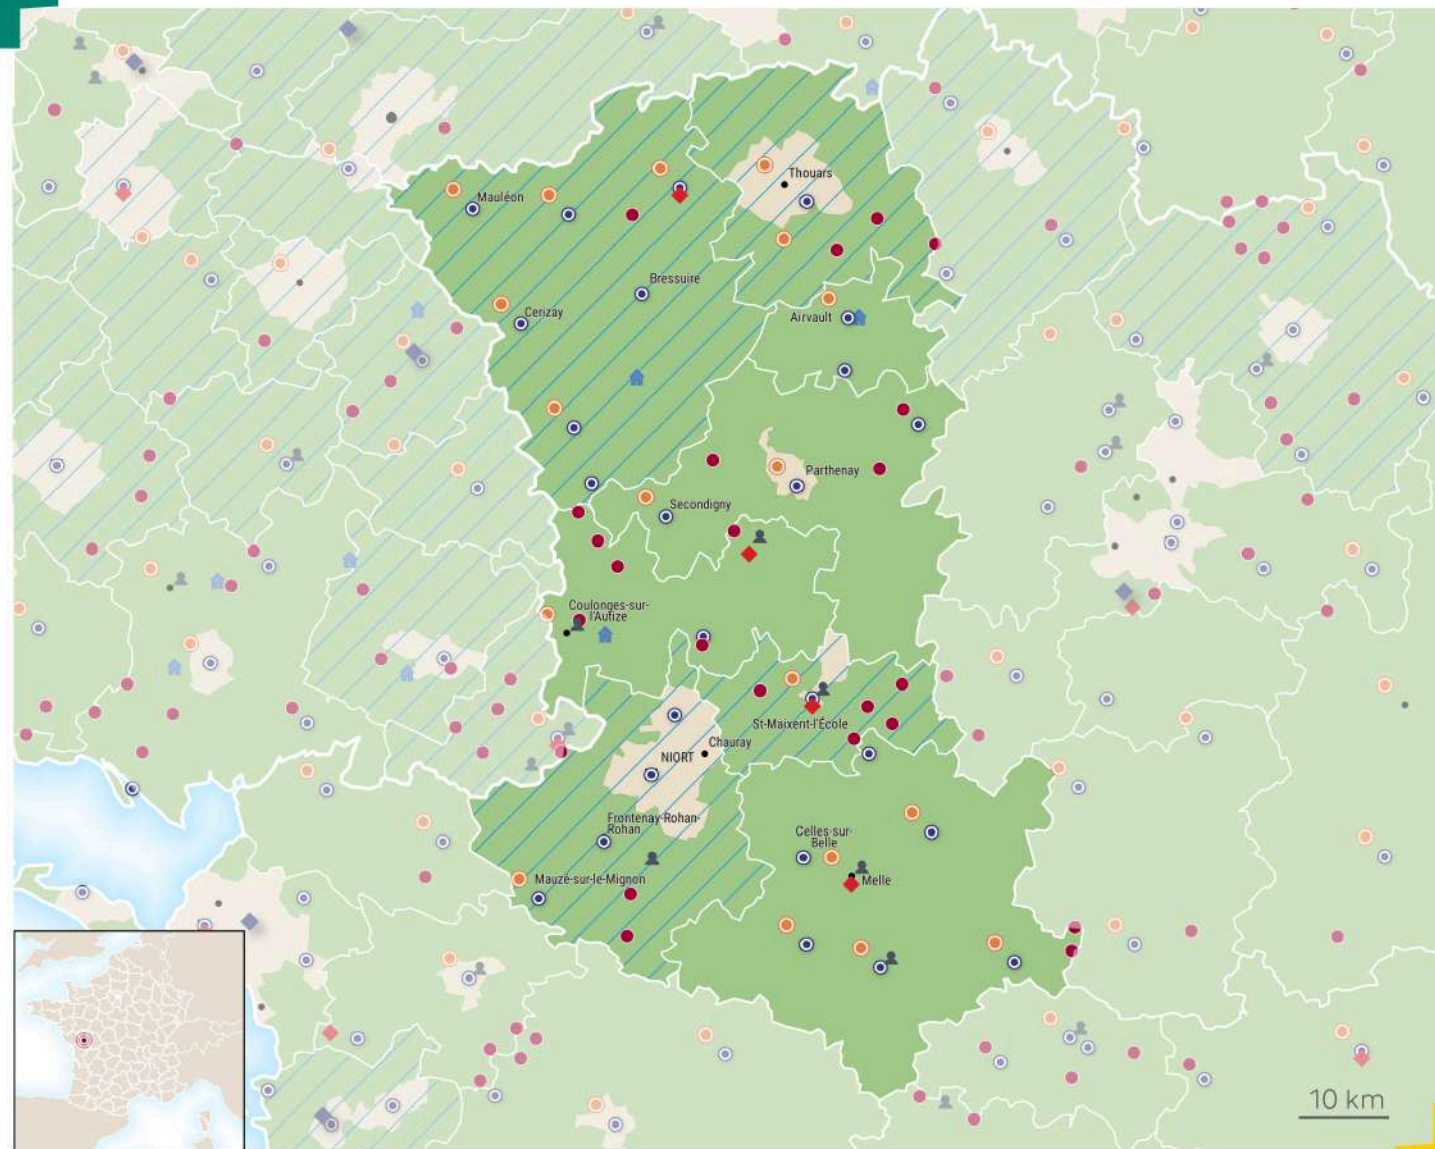 Thouars
Mauléon
Bressuire
Cerizay
Airvault
Parthenay
Secondigny
Coulonges-sur-
l'Autize
St-Maixent-l'École
Chauray
NIORT
Frontenay-Rohan-
Rohan
Celles-sur-
Belle
Mauzé-sur-le-Mignon
Melle
10 km